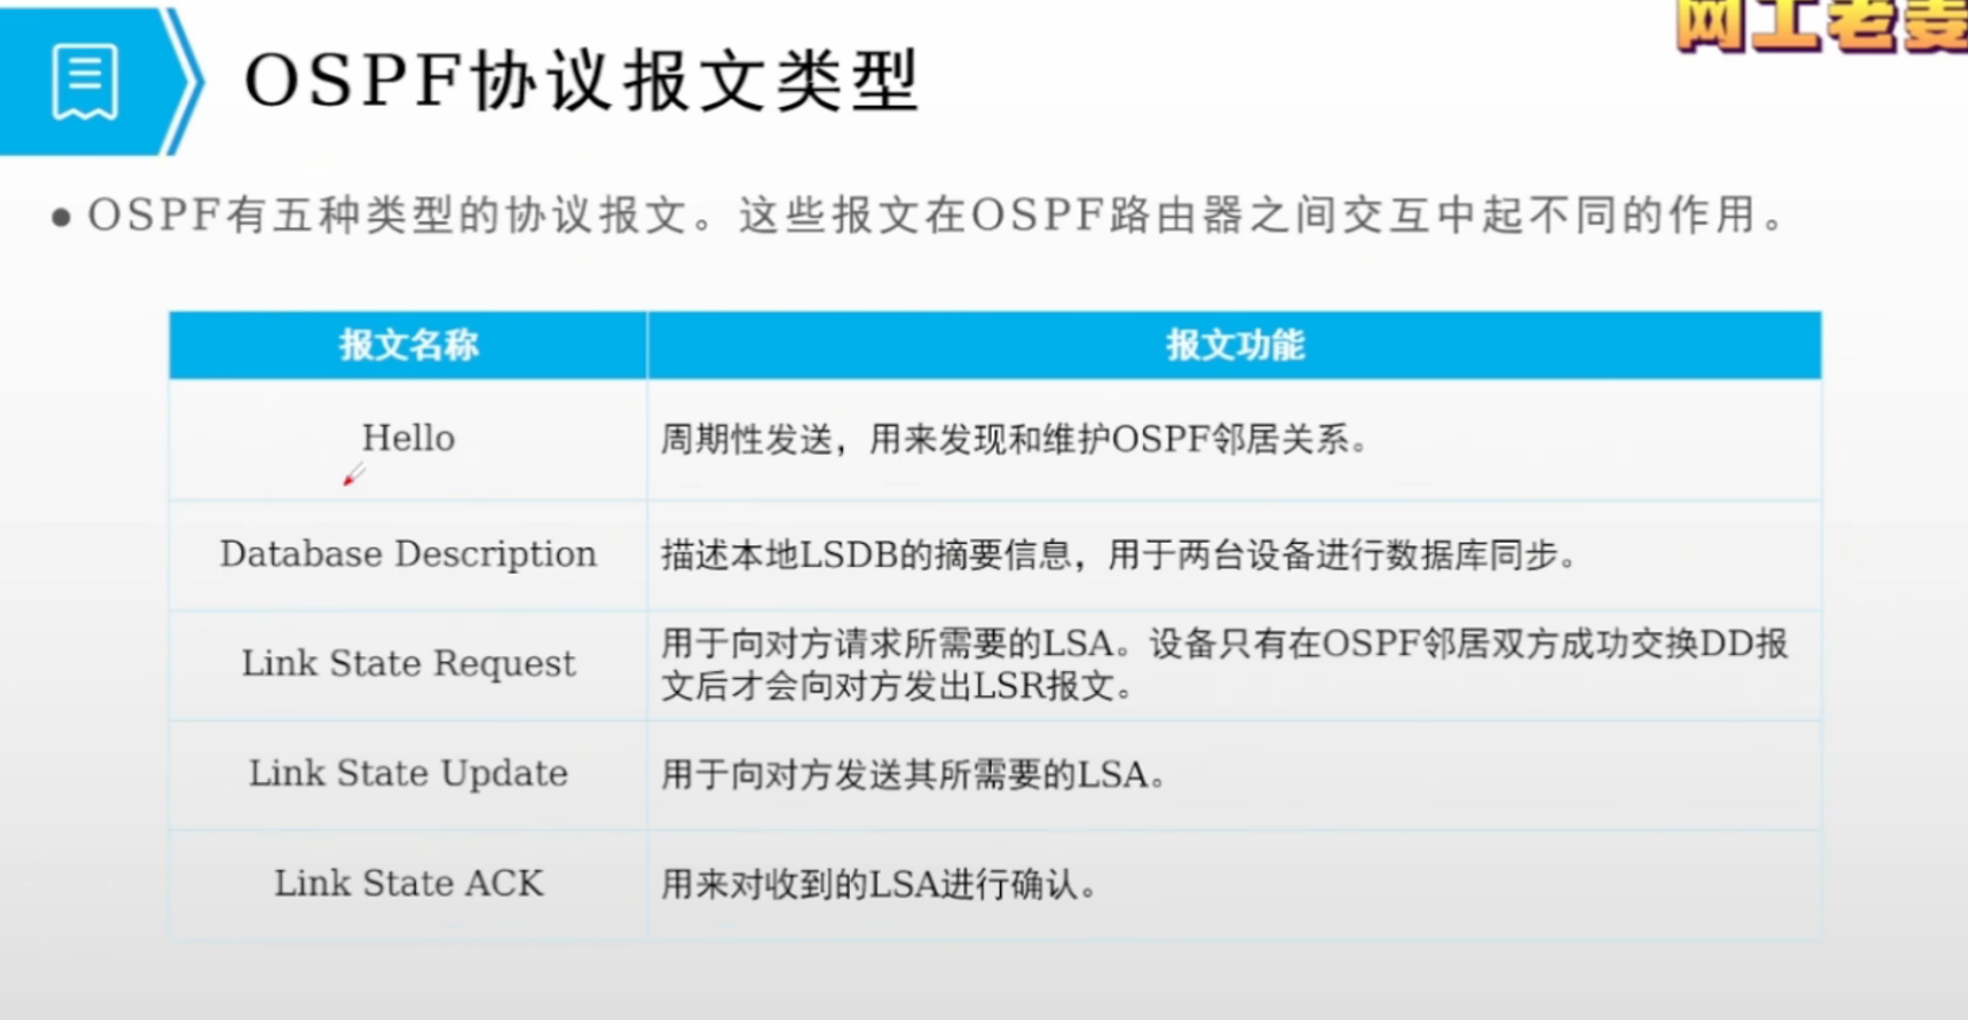 网工老麦
OSPF协议报文类型
● OSPF有五种类型的协议报文。这些报文在OSPF路由器之间交互中起不同的作用。
报文名称 报文功能
Hello 周期性发送，用来发现和维护OSPF邻居关系。
Database Description 描述本地LSDB的摘要信息，用于两台设备进行数据库同步。
Link State Request 用于向对方请求所需要的LSA。设备只有在OSPF邻居双方成功交换DD报
文后才会向对方发出LSR报文。
Link State Update 用于向对方发送其所需要的LSA。
Link State ACK 用来对收到的LSA进行确认。